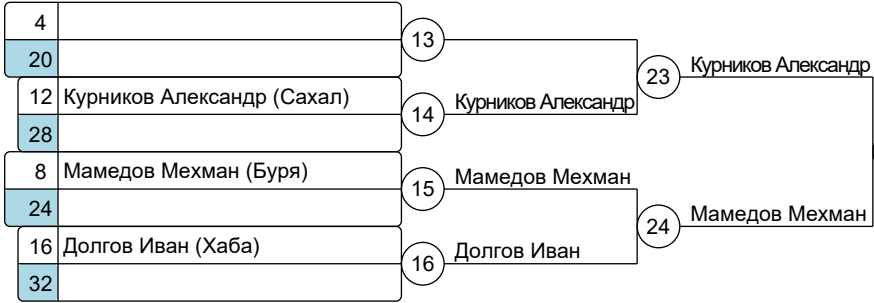 4
13
20
12 Курников Александр (Сахал)
14
Курников Александр
28
23
Курников Александр
8 Мамедов Мехман (Буря)
15
Мамедов Мехман
24
16 Долгов Иван (Хаба)
16
Долгов Иван
32
24
Мамедов Мехман